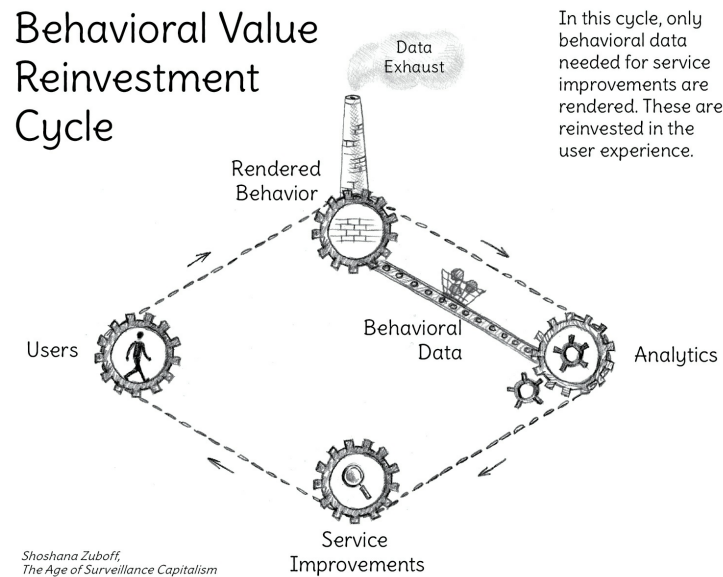 Behavioral Value
Reinvestment
Cycle
Data
Exhaust
In this cycle, only
behavioral data
needed for service
improvements are
rendered. These are
reinvested in the
user experience.
Rendered
Behavior
Behavioral
Data
Users
Analytics
Service
Improvements
Shoshana Zuboff,
The Age of Surveillance Capitalism